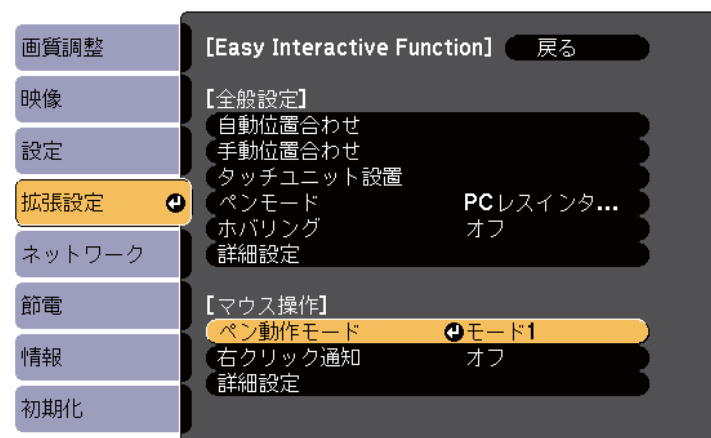 画質調整
映像
設定
拡張設定
ネットワーク
節電
情報
初期化
[Easy Interactive Function] 戻る
[全般設定]
自動位置合わせ
手動位置合わせ
タッチユニット設置
ペンモード PCレスインタ...
ホバリング オフ
詳細設定
[マウス操作]
ペン動作モード モード1
右クリック通知 オフ
詳細設定